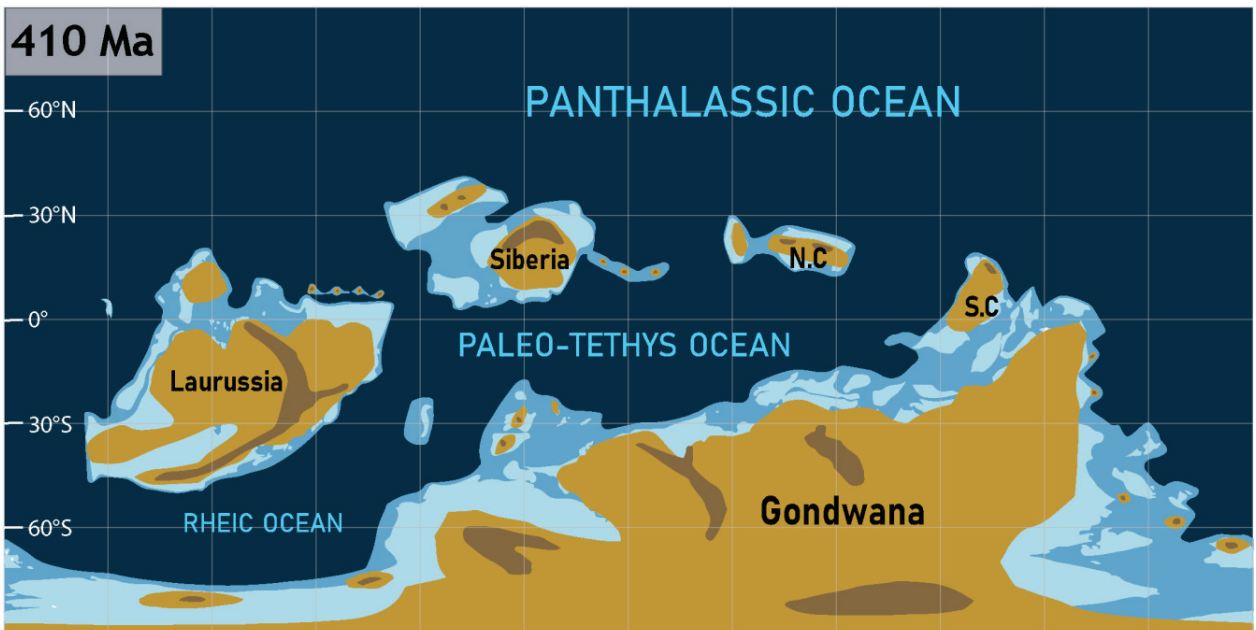 410 Ma
PANTHALASSIC OCEAN
60°N
30°N
Siberia
N.C
S.C
0°
PALEO-TETHYS OCEAN
Laurussia
30°S
Gondwana
RHEIC OCEAN
60°S